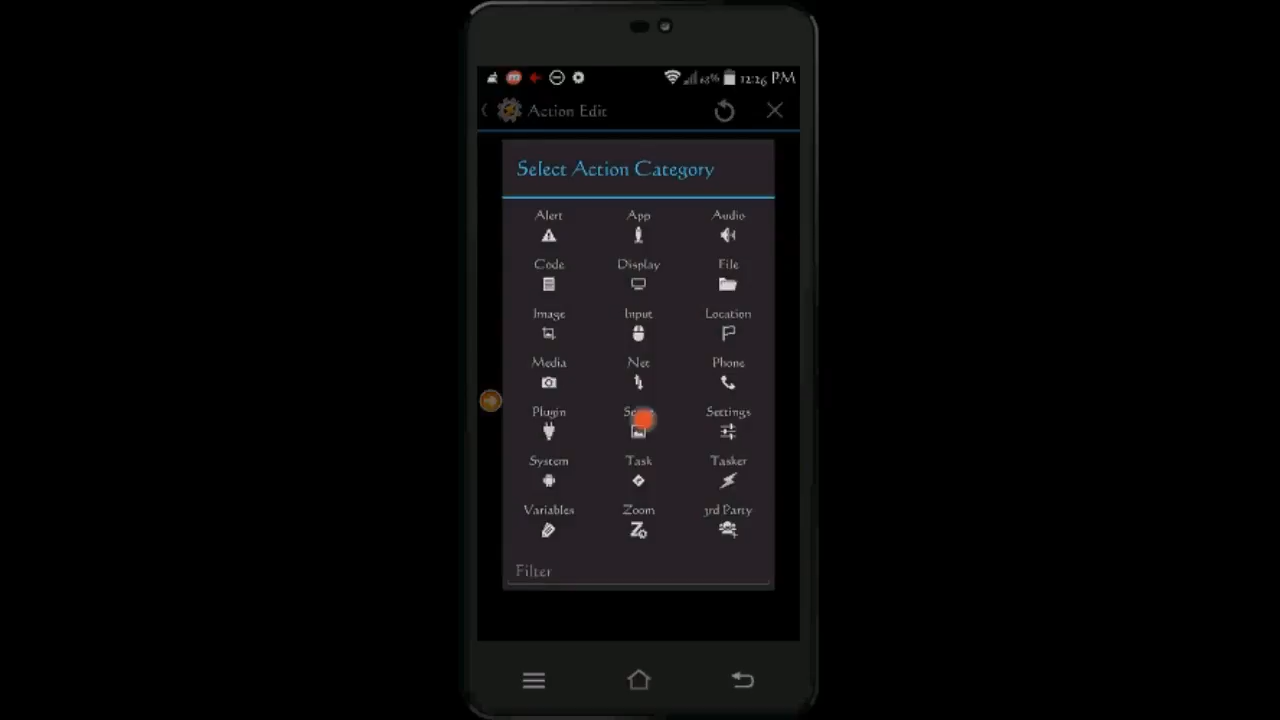 63% 12:26 PM
Action Edit
Select Action Category
Alert App Audio
Code Display File
Image Input Location
Media Net Phone
Plugin Settings
System Task Tasker
Variables Zoom 3rd Party
Filter